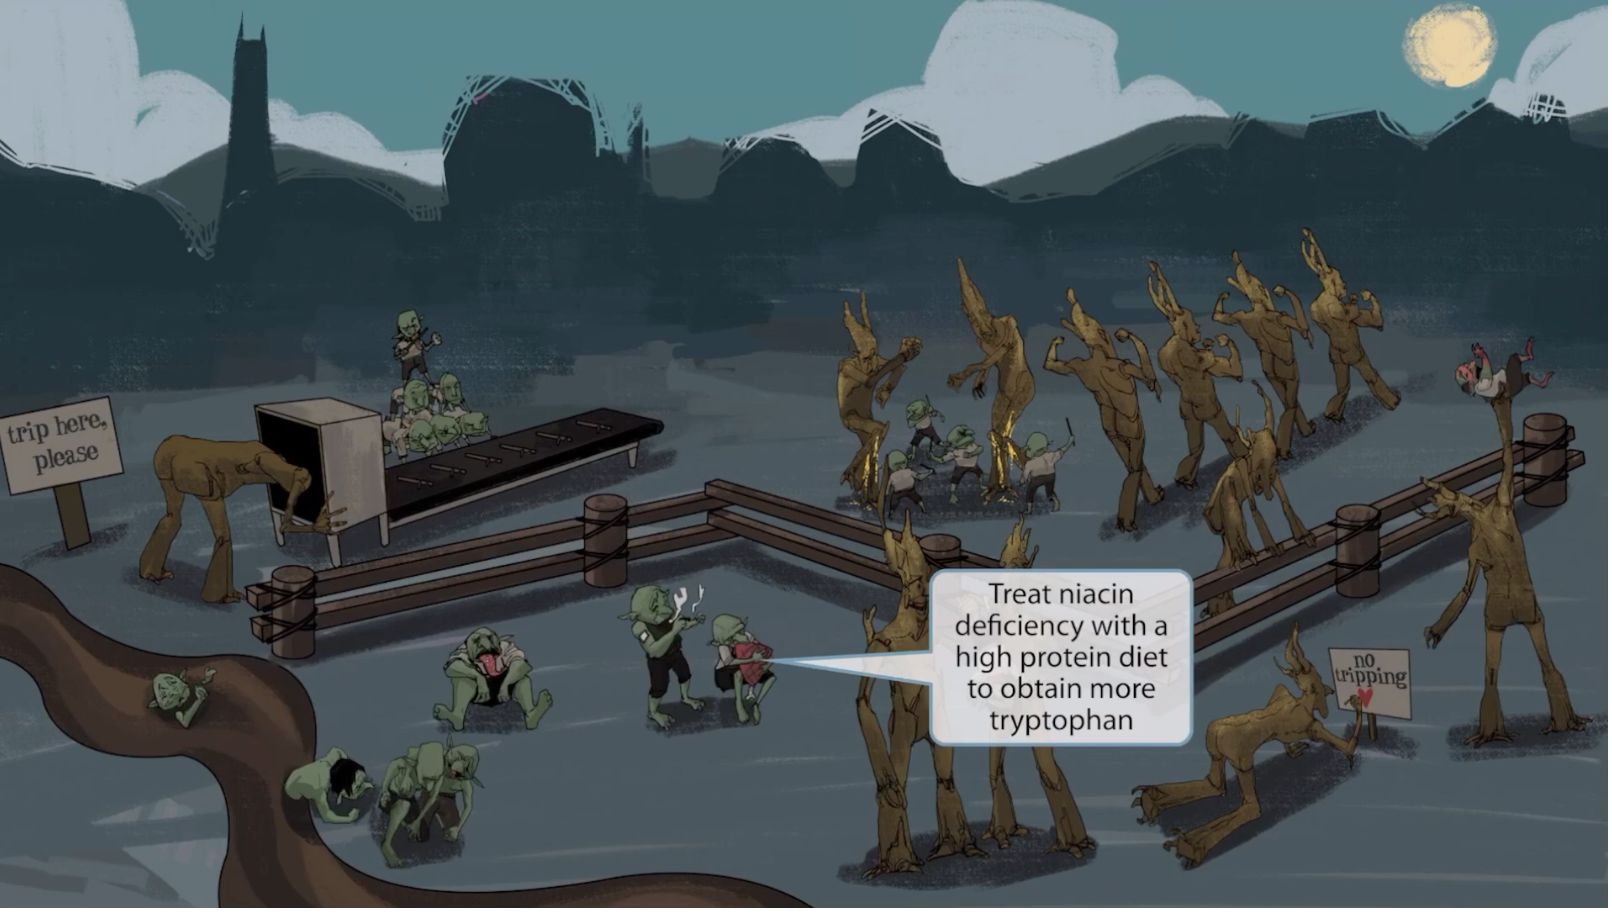 trip here,
please
Treat niacin
deficiency with a
high protein diet
to obtain more
tryptophan
no
tripping